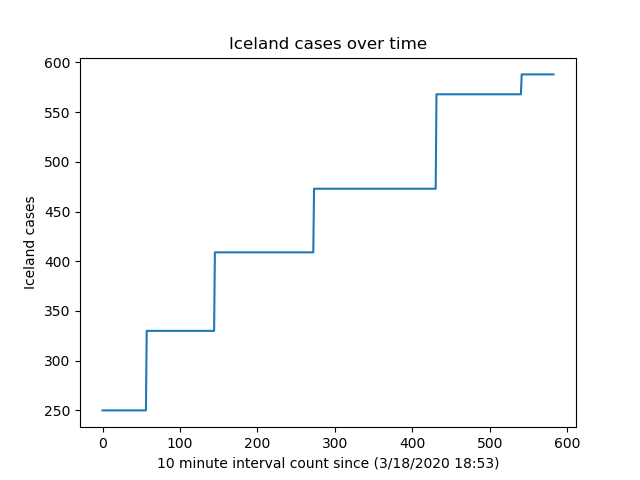 Iceland cases over time
Iceland cases
600
550
500
450
400
350
300
250
0 100 200 300 400 500 600
10 minute interval count since (3/18/2020 18:53)